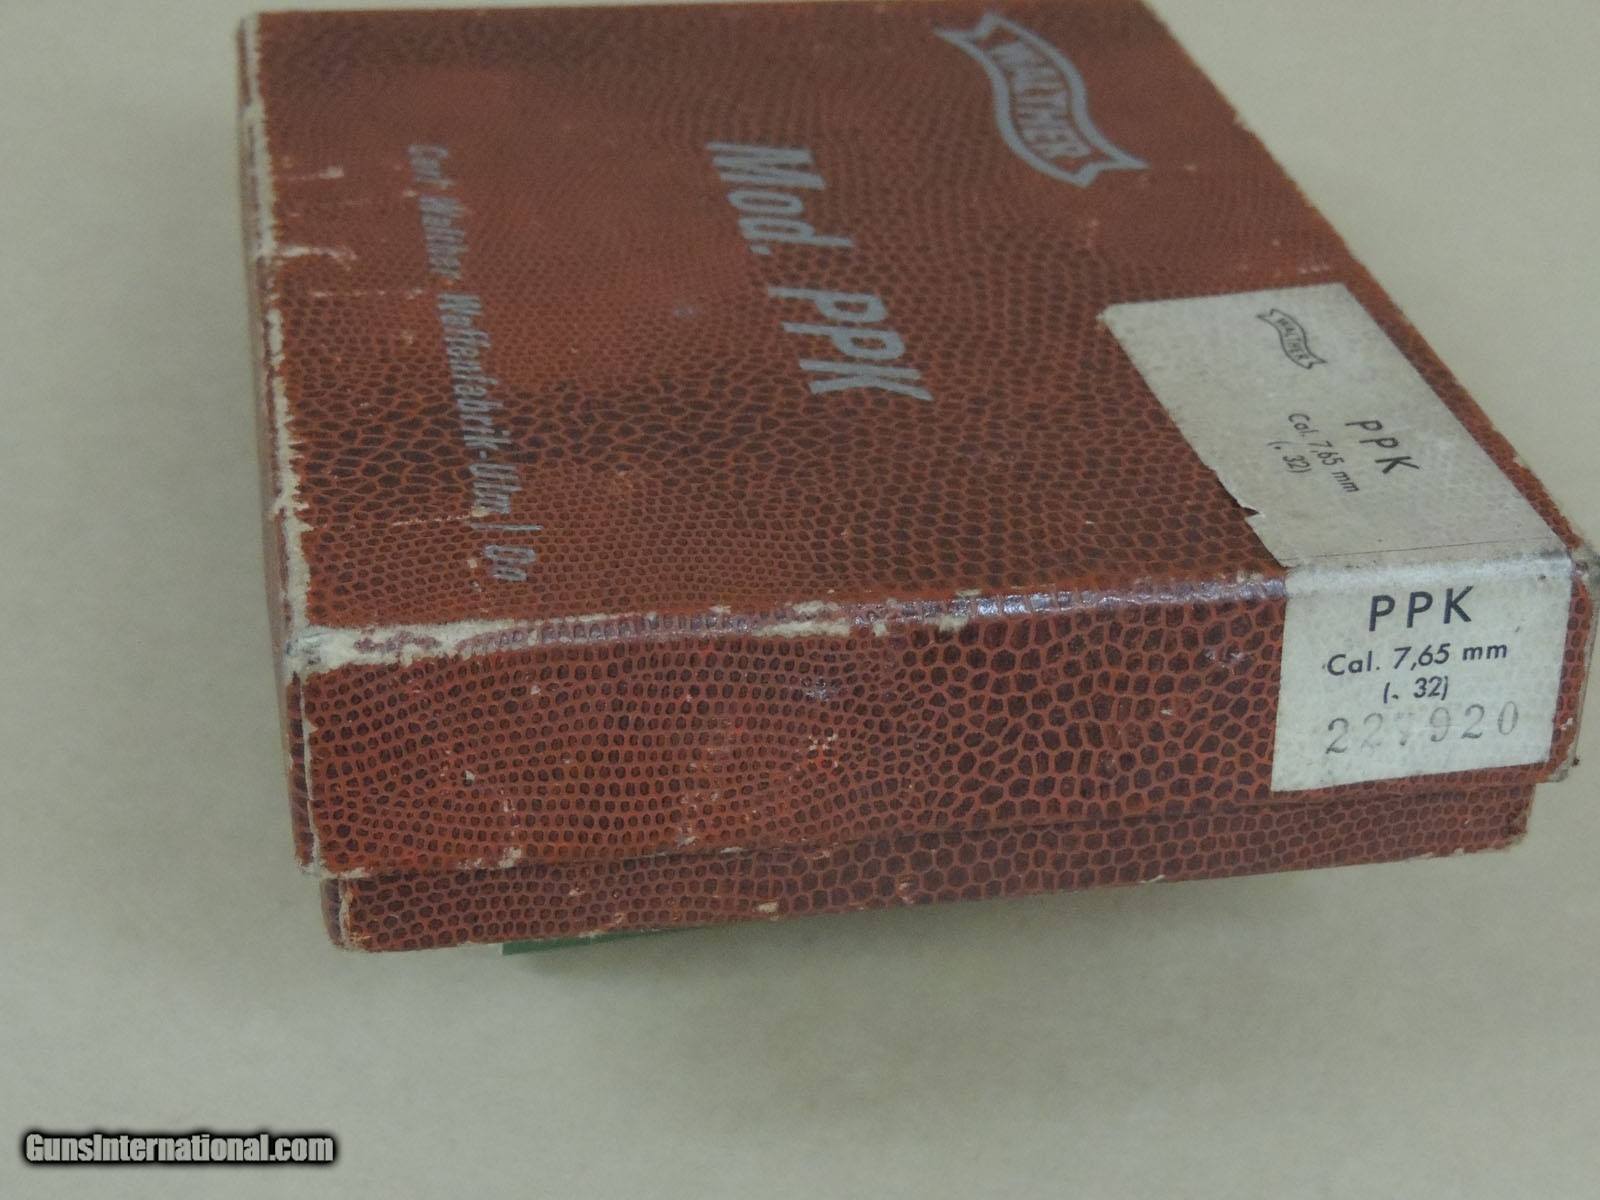 WALTHER
Mod. PPK
Carl Walther Waffenfabrik-Ulm / Do
WALTHER
PPK
Cal. 7,65 mm
(. 32)
PPK
Cal. 7,65 mm
(. 32)
GunsInternational.com